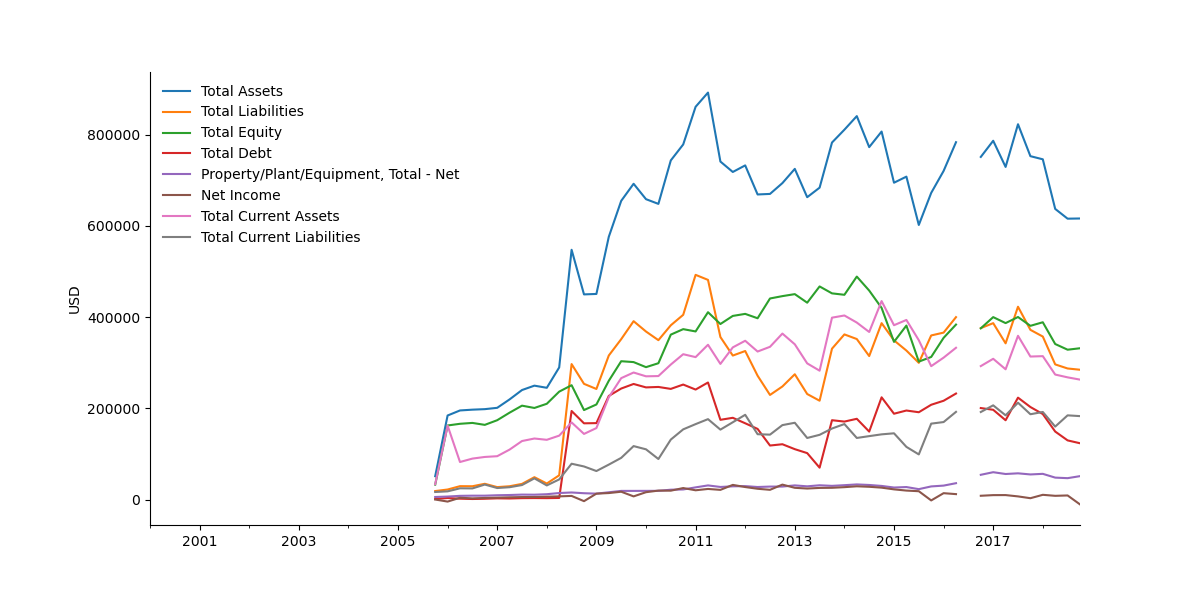 Total Assets
Total Liabilities
Total Equity
Total Debt
Property/Plant/Equipment, Total - Net
Net Income
Total Current Assets
Total Current Liabilities
USD
800000
600000
400000
200000
0
2001
2003
2005
2007
2009
2011
2013
2015
2017